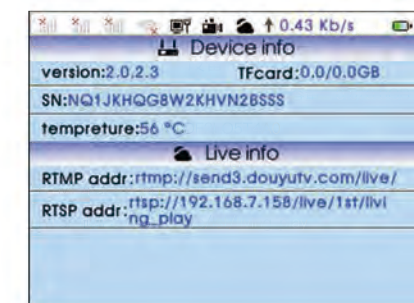 0.43 Kb/s
Device info
version:2.0.2.3 TFcard:0.0/0.0GB
SN:NQ1JKHQG8W2KHVN2BSSS
tempreture:56 °C
Live info
RTMP addr:rtmp://send3.douyutv.com/live/
RTSP addr:rtsp://192.168.7.158/live/1st/livi
ng_play